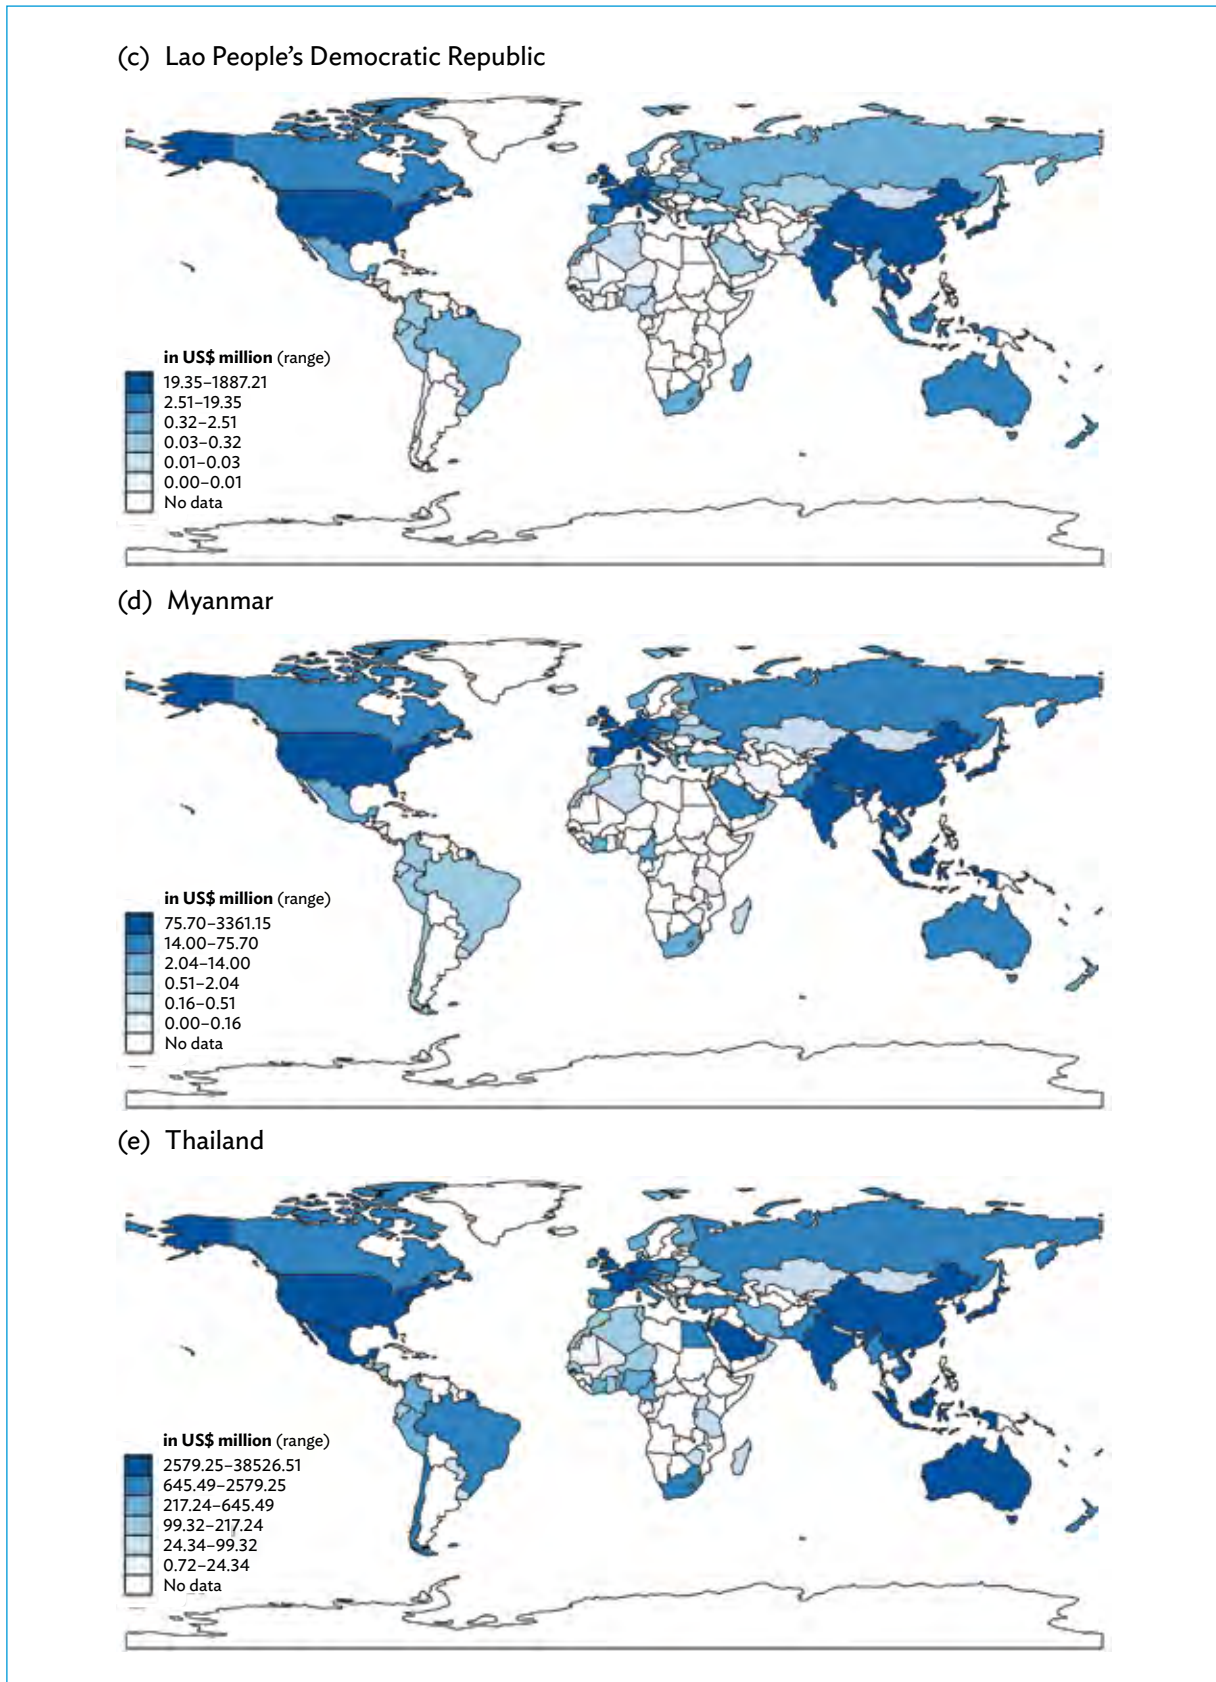 (c) Lao People’s Democratic Republic
in US$ million (range)
19.35–1887.21
2.51–19.35
0.32–2.51
0.03–0.32
0.01–0.03
0.00–0.01
No data
(d) Myanmar
in US$ million (range)
75.70–3361.15
14.00–75.70
2.04–14.00
0.51–2.04
0.16–0.51
0.00–0.16
No data
(e) Thailand
in US$ million (range)
2579.25–38526.51
645.49–2579.25
217.24–645.49
99.32–217.24
24.34–99.32
0.72–24.34
No data